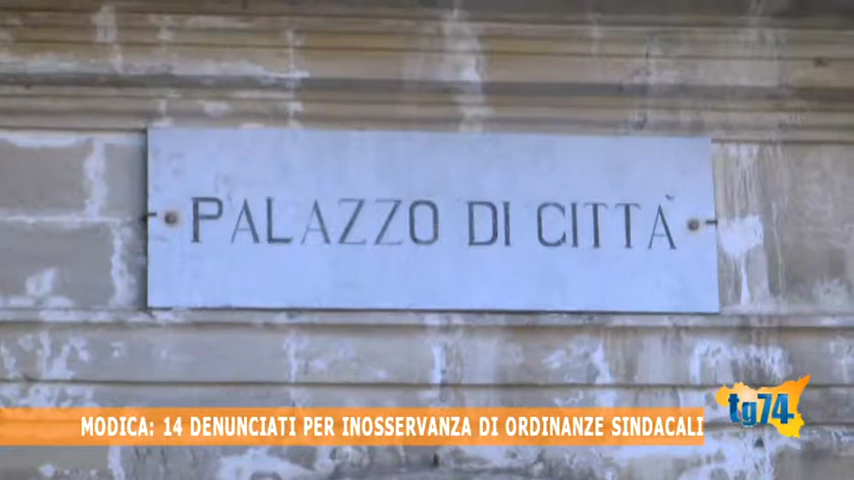 PALAZZO DI CITTÀ
MODICA: 14 DENUNCIATI PER INOSSERVANZA DI ORDINANZE SINDACALI
tg74